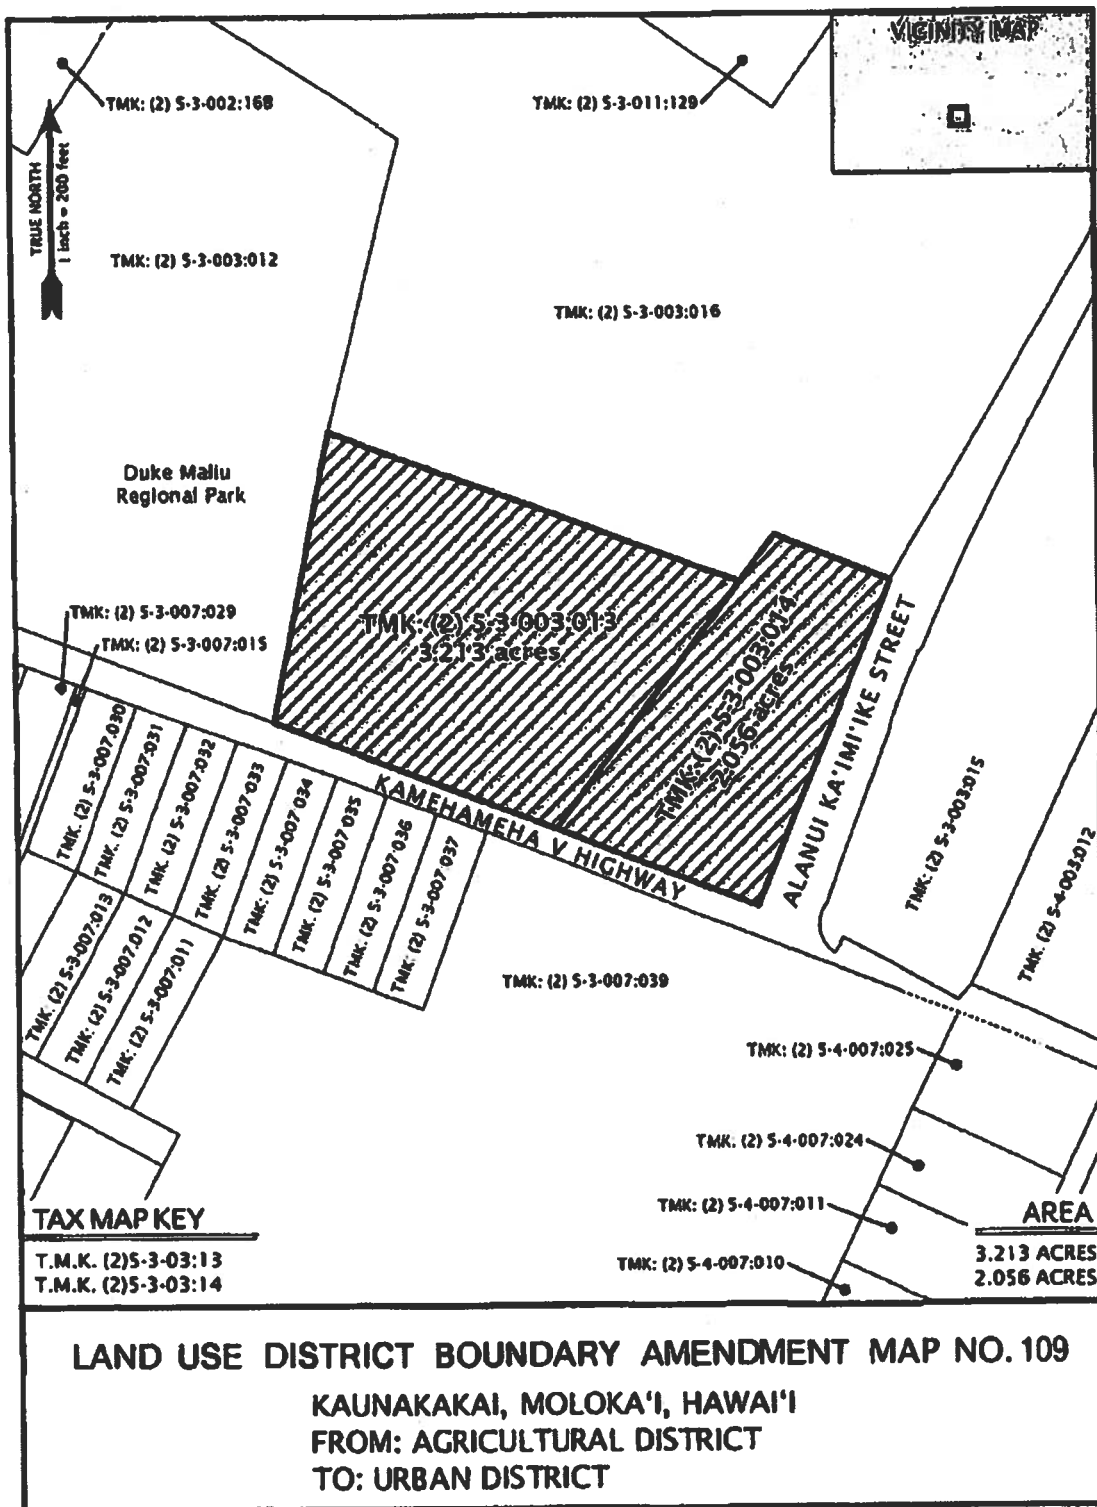 VICINITY MAP
TMK: (2) 5-3-002:168
TMK: (2) 5-3-011:129
TRUE NORTH
1 inch = 200 feet
TMK: (2) 5-3-003:012
TMK: (2) 5-3-003:016
Duke Maliu
Regional Park
TMK: (2) 5-3-007:029
TMK: (2) 5-3-007:015
TMK: (2) 5-3-003:013
3.213 acres
TMK: (2) 5-3-003:014
2.056 acres
ALANUI KA'IMI'IKE STREET
KAMEHAMEHA V HIGHWAY
TMK. (2) 5-3-007:030
TMK. (2) 5-3-007:031
TMK. (2) 5-3-007:032
TMK. (2) 5-3-007:033
TMK: (2) 5-3-007:034
TMK. (2) 5-3-007:035
TMK. (2) 5-3-007:036
TMK: (2) 5-3-007:037
TMK: (2) 5-3-003:015
TMK. (2) 5-4-003:012
TMK. (2) 5-3-007:013
TMK: (2) 5-3-007:012
TMK: (2) 5-3-007:011
TMK: (2) 5-3-007:039
TMK: (2) 5-4-007:025
TMK. (2) 5-4-007:024
TMK: (2) 5-4-007:011
TMK: (2) 5-4-007:010
TAX MAP KEY
T.M.K. (2)5-3-03:13
T.M.K. (2)5-3-03:14
AREA
3.213 ACRES
2.056 ACRES
LAND USE DISTRICT BOUNDARY AMENDMENT MAP NO. 109
KAUNAKAKAI, MOLOKA'I, HAWAI'I
FROM: AGRICULTURAL DISTRICT
TO: URBAN DISTRICT